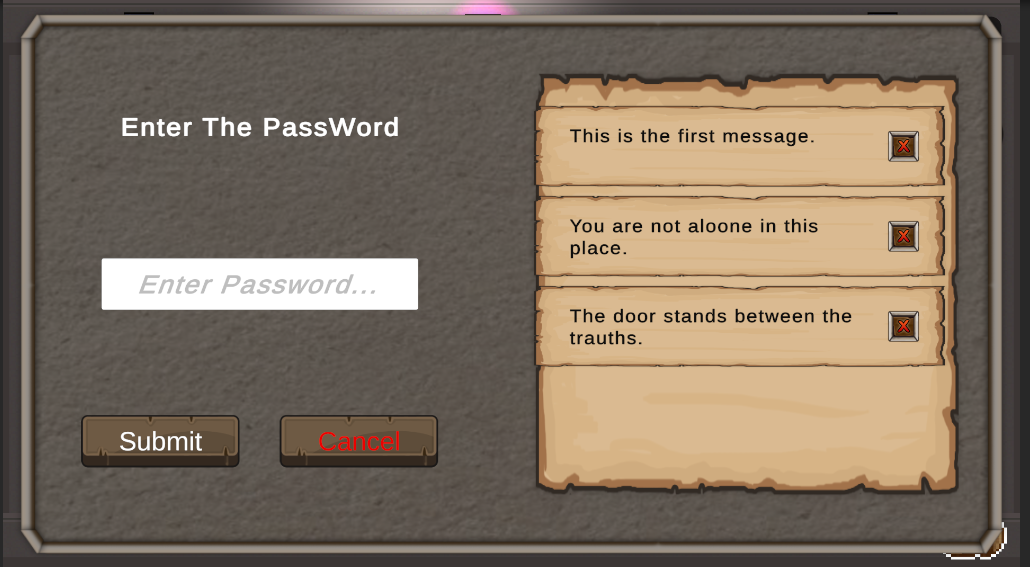 Enter The PassWord
Enter Password...
Submit
Cancel
This is the first message.
X
You are not aloone in this
place.
X
The door stands between the
trauths.
X